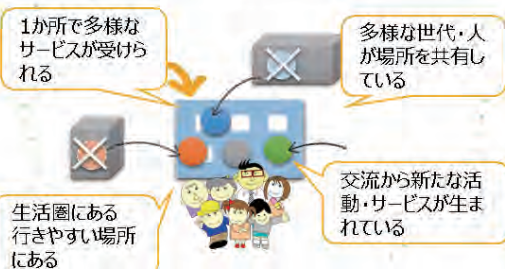 1か所で多様な
サービスが受けら
れる
多様な世代・人
が場所を共有し
ている
生活圏にある
行きやすい場所
にある
交流から新たな活
動・サービスが生ま
れている